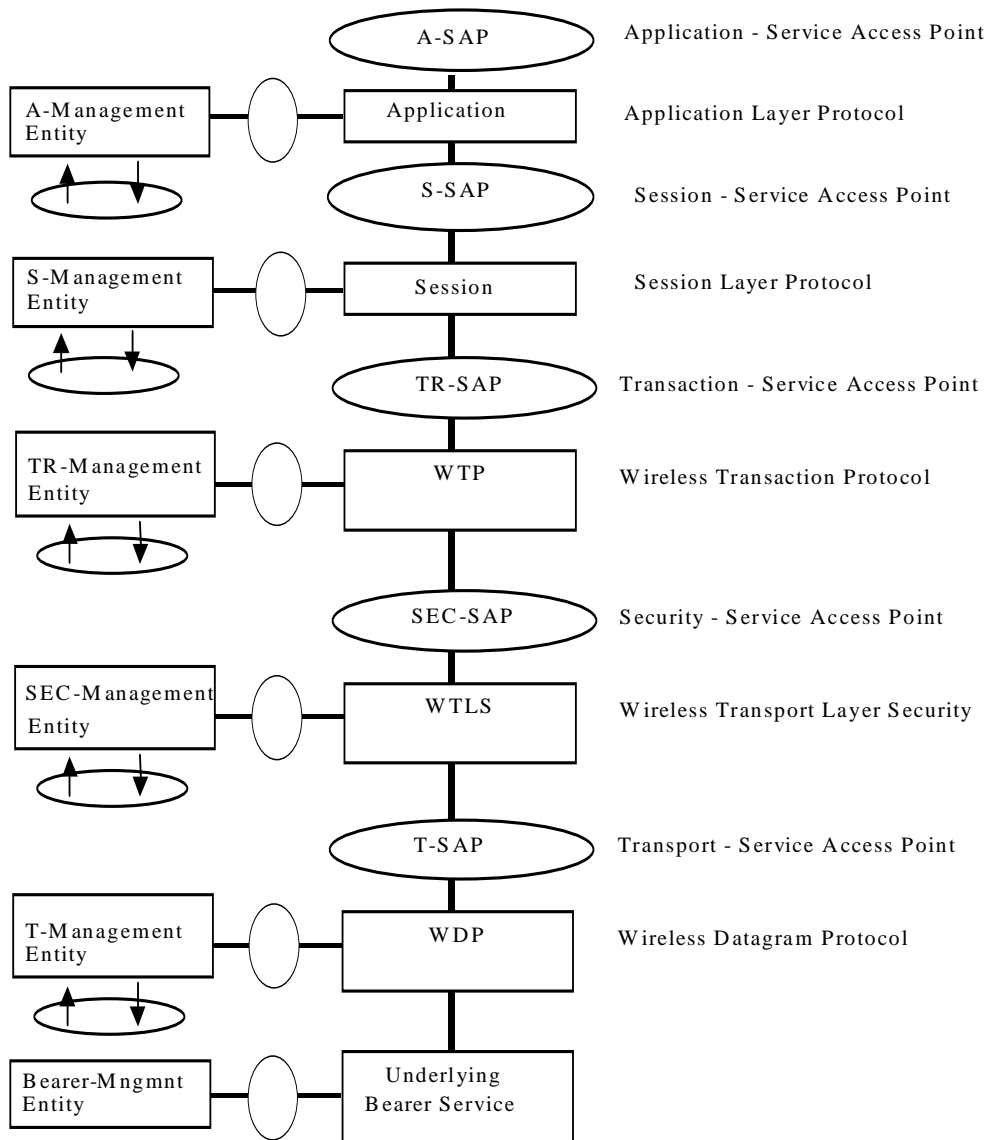 A-SAP
Application - Service Access Point
A-Management
Entity
Application
Application Layer Protocol
S-SAP
Session - Service Access Point
S-Management
Entity
Session
Session Layer Protocol
TR-SAP
Transaction - Service Access Point
TR-Management
Entity
WTP
Wireless Transaction Protocol
SEC-SAP
Security - Service Access Point
SEC-Management
Entity
WTLS
Wireless Transport Layer Security
T-SAP
Transport - Service Access Point
T-Management
Entity
WDP
Wireless Datagram Protocol
Bearer-Mngmnt
Entity
Underlying
Bearer Service